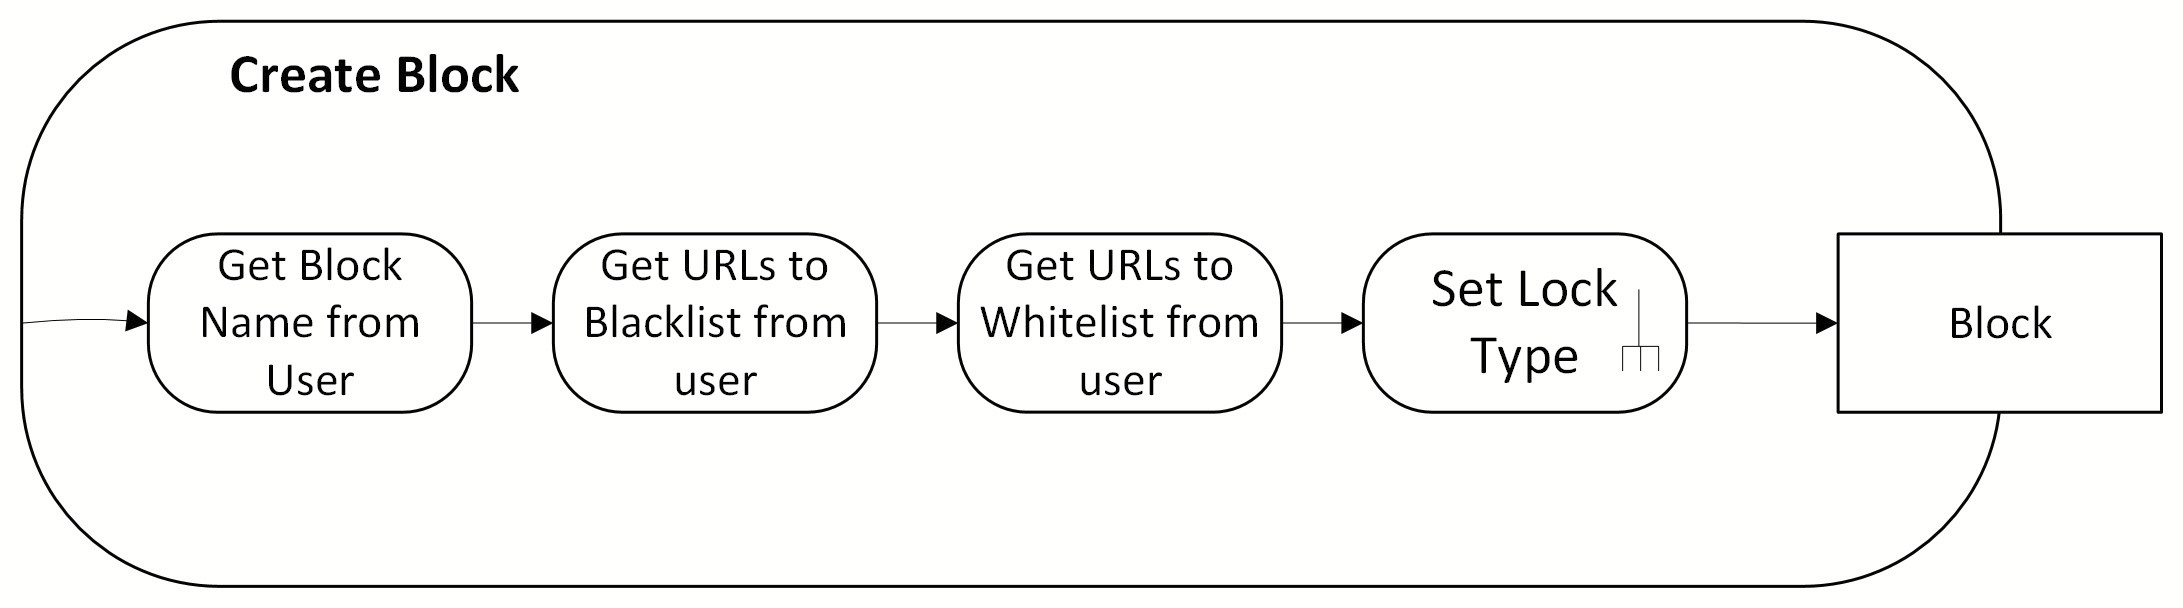 Create Block
Get Block
Name from
User
Get URLs to
Blacklist from
user
Get URLs to
Whitelist from
user
Set Lock
Type
Block